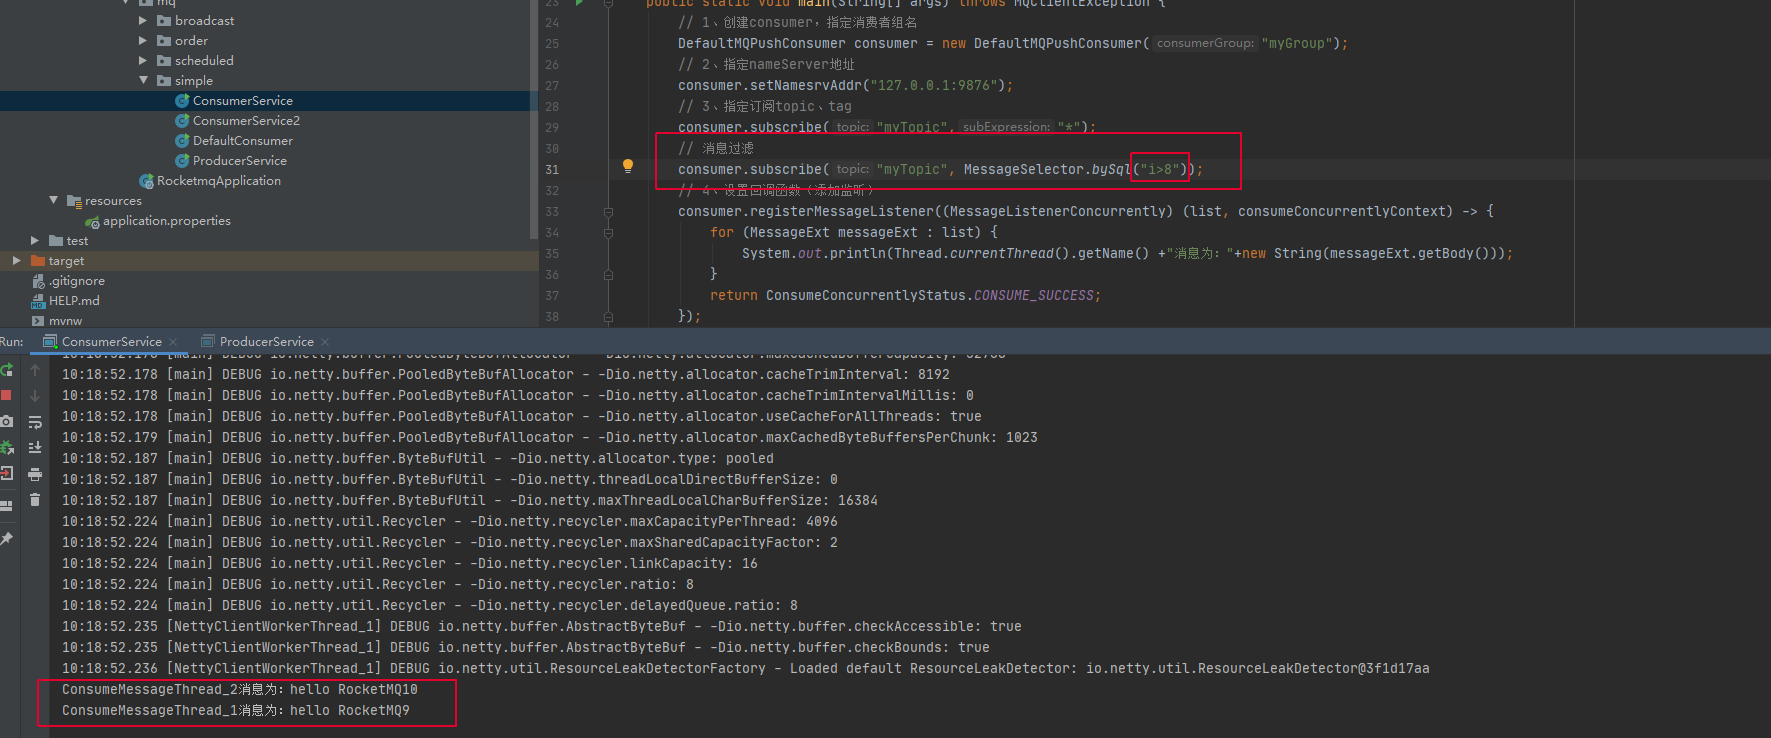 mq
broadcast
order
scheduled
simple
ConsumerService
ConsumerService2
DefaultConsumer
ProducerService
RocketmqApplication
resources
application.properties
test
target
.gitignore
HELP.md
mvnw
23 public static void main(String[] args) throws MQClientException {
24 // 1、创建consumer，指定消费者组名
25 DefaultMQPushConsumer consumer = new DefaultMQPushConsumer( consumerGroup: "myGroup");
26 // 2、指定nameServer地址
27 consumer.setNamesrvAddr("127.0.0.1:9876");
28 // 3、指定订阅topic、tag
29 consumer.subscribe( topic: "myTopic", subExpression: "*");
30 // 消息过滤
31 consumer.subscribe( topic: "myTopic", MessageSelector.bySql("i>8"));
32 // 4、设置回调函数（添加监听）
33 consumer.registerMessageListener((MessageListenerConcurrently) (list, consumeConcurrentlyContext) -> {
34 for (MessageExt messageExt : list) {
35 System.out.println(Thread.currentThread().getName() +"消息为："+new String(messageExt.getBody()));
36 }
37 return ConsumeConcurrentlyStatus.CONSUME_SUCCESS;
38 });
Run: ConsumerService ProducerService
10:18:52.178 [main] DEBUG io.netty.buffer.PooledByteBufAllocator - -Dio.netty.allocator.maxCachedBufferCapacity: 32768
10:18:52.178 [main] DEBUG io.netty.buffer.PooledByteBufAllocator - -Dio.netty.allocator.cacheTrimInterval: 8192
10:18:52.178 [main] DEBUG io.netty.buffer.PooledByteBufAllocator - -Dio.netty.allocator.cacheTrimIntervalMillis: 0
10:18:52.178 [main] DEBUG io.netty.buffer.PooledByteBufAllocator - -Dio.netty.allocator.useCacheForAllThreads: true
10:18:52.179 [main] DEBUG io.netty.buffer.PooledByteBufAllocator - -Dio.netty.allocator.maxCachedByteBuffersPerChunk: 1023
10:18:52.187 [main] DEBUG io.netty.buffer.ByteBufUtil - -Dio.netty.allocator.type: pooled
10:18:52.187 [main] DEBUG io.netty.buffer.ByteBufUtil - -Dio.netty.threadLocalDirectBufferSize: 0
10:18:52.187 [main] DEBUG io.netty.buffer.ByteBufUtil - -Dio.netty.maxThreadLocalCharBufferSize: 16384
10:18:52.224 [main] DEBUG io.netty.util.Recycler - -Dio.netty.recycler.maxCapacityPerThread: 4096
10:18:52.224 [main] DEBUG io.netty.util.Recycler - -Dio.netty.recycler.maxSharedCapacityFactor: 2
10:18:52.224 [main] DEBUG io.netty.util.Recycler - -Dio.netty.recycler.linkCapacity: 16
10:18:52.224 [main] DEBUG io.netty.util.Recycler - -Dio.netty.recycler.ratio: 8
10:18:52.224 [main] DEBUG io.netty.util.Recycler - -Dio.netty.recycler.delayedQueue.ratio: 8
10:18:52.235 [NettyClientWorkerThread_1] DEBUG io.netty.buffer.AbstractByteBuf - -Dio.netty.buffer.checkAccessible: true
10:18:52.235 [NettyClientWorkerThread_1] DEBUG io.netty.buffer.AbstractByteBuf - -Dio.netty.buffer.checkBounds: true
10:18:52.236 [NettyClientWorkerThread_1] DEBUG io.netty.util.ResourceLeakDetectorFactory - Loaded default ResourceLeakDetector: io.netty.util.ResourceLeakDetector@3f1d17aa
ConsumeMessageThread_2消息为：hello RocketMQ10
ConsumeMessageThread_1消息为：hello RocketMQ9